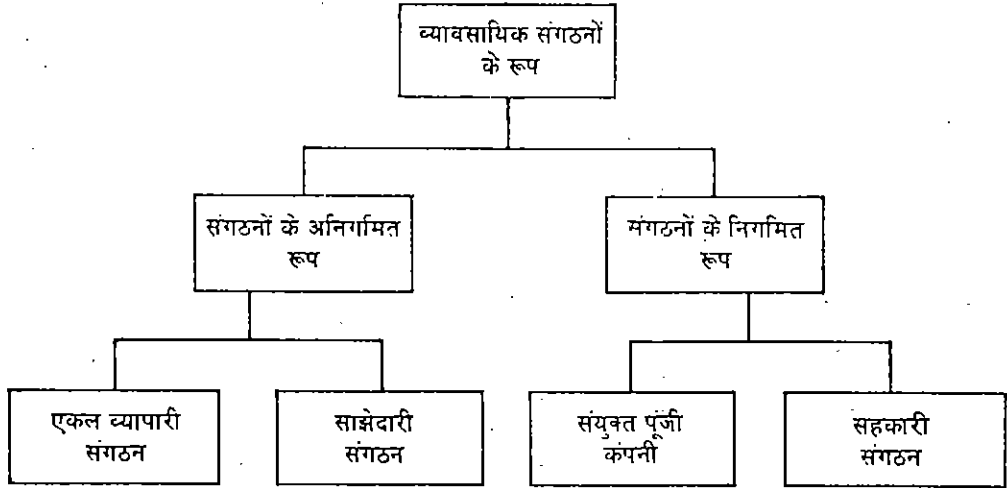 व्यावसायिक संगठनों
के रूप
संगठनों के अनिगमित
रूप
संगठनों के निगमित
रूप
एकल व्यापारी
संगठन
साझेदारी
संगठन
संयुक्त पूंजी
कंपनी
सहकारी
संगठन